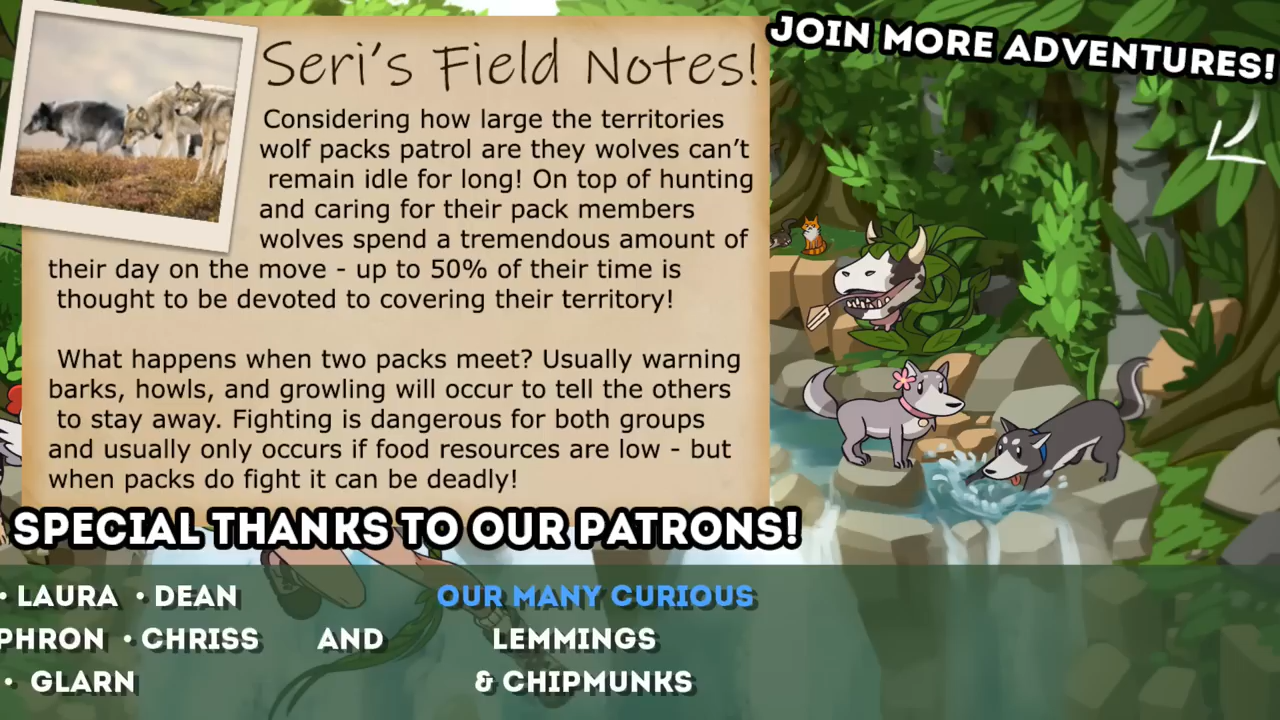 Seri's Field Notes!
JOIN MORE ADVENTURES!
Considering how large the territories
wolf packs patrol are they wolves can't
remain idle for long! On top of hunting
and caring for their pack members
wolves spend a tremendous amount of
their day on the move - up to 50% of their time is
thought to be devoted to covering their territory!
What happens when two packs meet? Usually warning
barks, howls, and growling will occur to tell the others
to stay away. Fighting is dangerous for both groups
and usually only occurs if food resources are low - but
when packs do fight it can be deadly!
SPECIAL THANKS TO OUR PATRONS!
• LAURA • DEAN
PHRON • CHRISS
• GLARN
AND
OUR MANY CURIOUS
LEMMINGS
& CHIPMUNKS